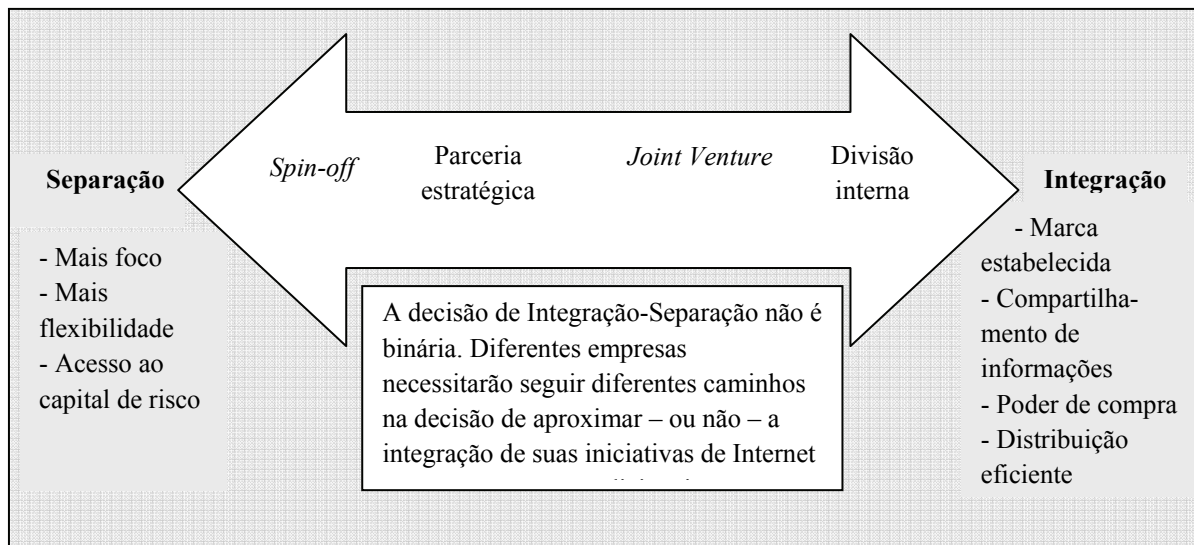 Separação
- Mais foco
- Mais
flexibilidade
- Acesso ao
capital de risco
Spin-off
Parceria
estratégica
Joint Venture
Divisão
interna
A decisão de Integração-Separação não é
binária. Diferentes empresas
necessitarão seguir diferentes caminhos
na decisão de aproximar – ou não – a
integração de suas iniciativas de Internet
Integração
- Marca
estabelecida
- Compartilha-
mento de
informações
- Poder de compra
- Distribuição
eficiente